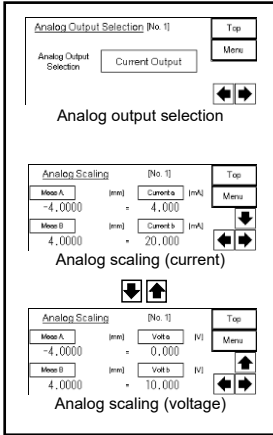 Analog Output Selection [No. 1] Top
Menu
Analog Output Selection Current Output
Analog output selection
Analog Scaling [No. 1] Top
Meas A [mm] Current a [mA] Menu
-4.0000 = 4.000
Meas B [mm] Current b [mA]
4.0000 = 20.000
Analog scaling (current)
Analog Scaling [No. 1] Top
Meas A [mm] Volt a [V] Menu
-4.0000 = 0.000
Meas B [mm] Volt b [V]
4.0000 = 10.000
Analog scaling (voltage)